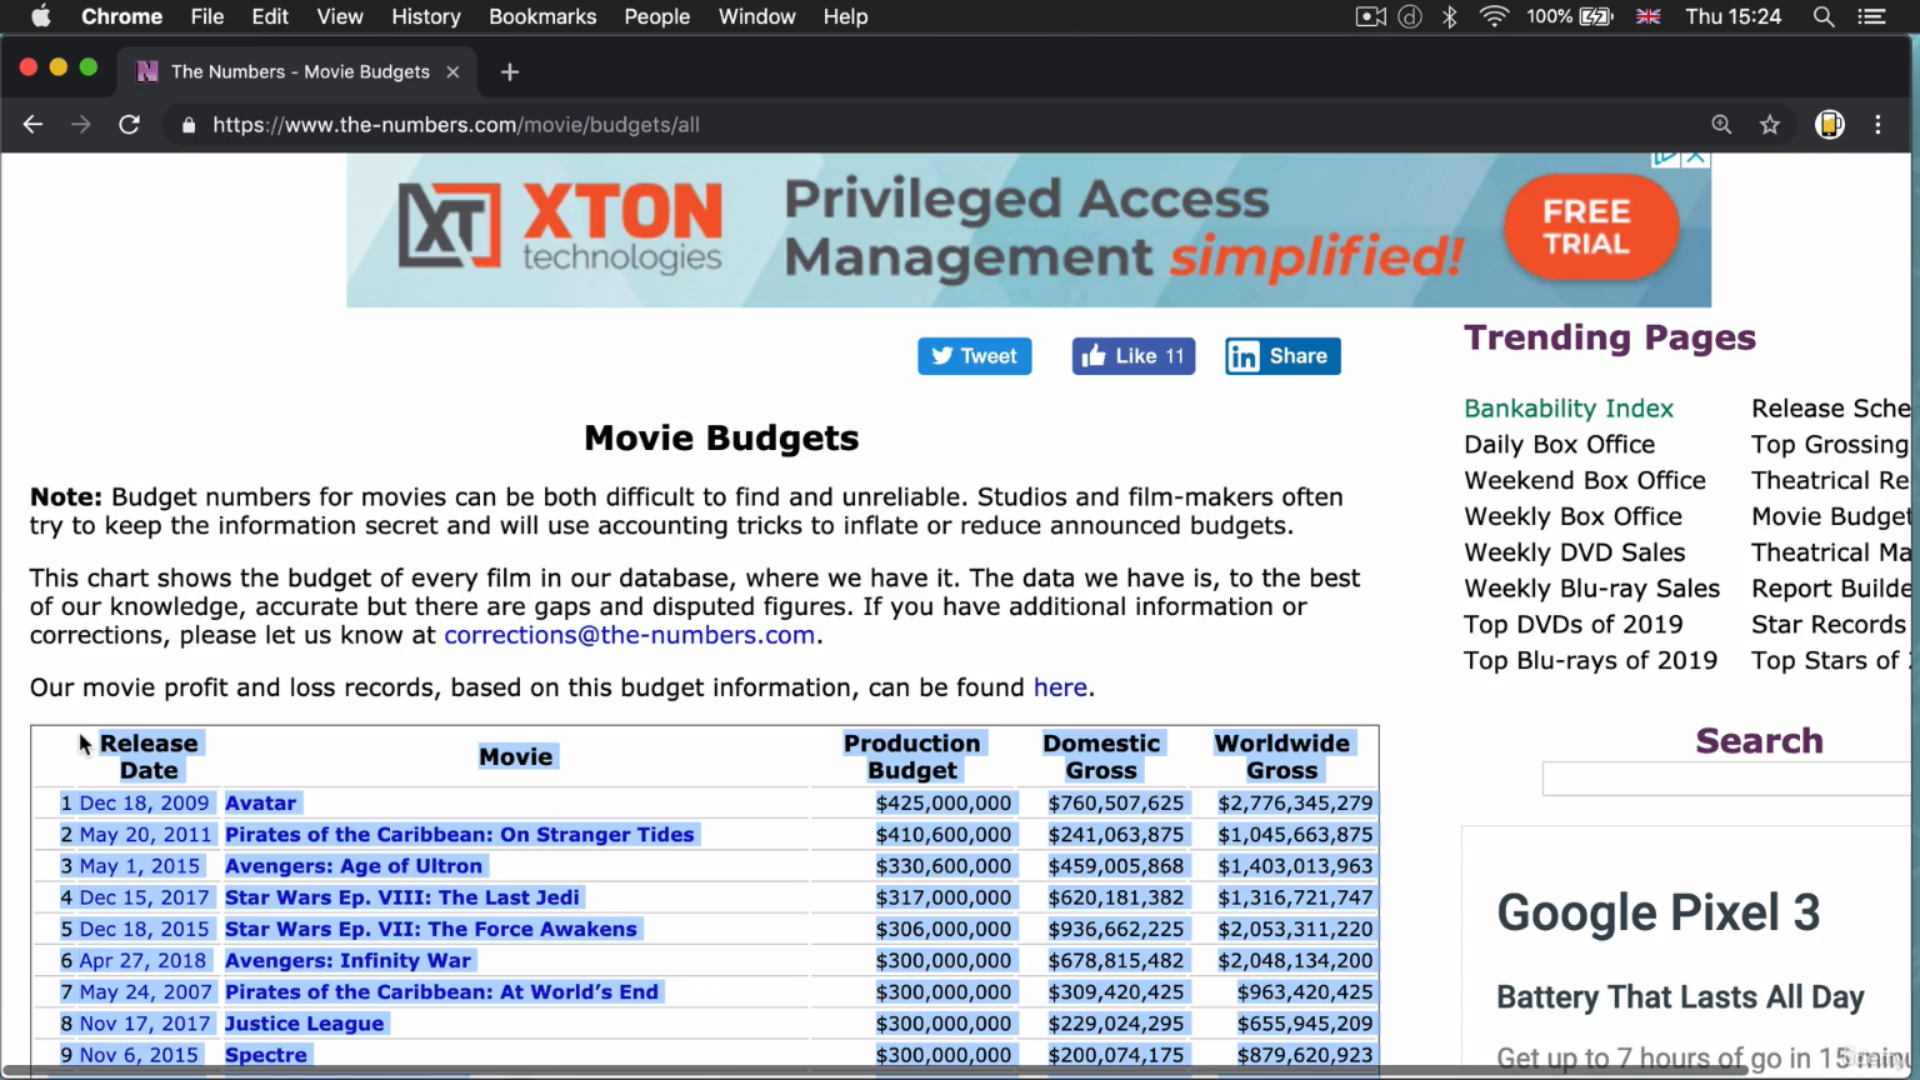 Chrome File Edit View History Bookmarks People Window Help 100% Thu 15:24
The Numbers - Movie Budgets
https://www.the-numbers.com/movie/budgets/all
XT XTON technologies
Privileged Access
Management simplified!
FREE TRIAL
Tweet Like 11 in Share
Trending Pages
Bankability Index Release Sche
Daily Box Office Top Grossing
Weekend Box Office Theatrical Re
Weekly Box Office Movie Budget
Weekly DVD Sales Theatrical Ma
Weekly Blu-ray Sales Report Builde
Top DVDs of 2019 Star Records
Top Blu-rays of 2019 Top Stars of
Movie Budgets
Note: Budget numbers for movies can be both difficult to find and unreliable. Studios and film-makers often
try to keep the information secret and will use accounting tricks to inflate or reduce announced budgets.
This chart shows the budget of every film in our database, where we have it. The data we have is, to the best
of our knowledge, accurate but there are gaps and disputed figures. If you have additional information or
corrections, please let us know at corrections@the-numbers.com.
Our movie profit and loss records, based on this budget information, can be found here.
Release Date Movie Production Budget Domestic Gross Worldwide Gross
1 Dec 18, 2009 Avatar $425,000,000 $760,507,625 $2,776,345,279
2 May 20, 2011 Pirates of the Caribbean: On Stranger Tides $410,600,000 $241,063,875 $1,045,663,875
3 May 1, 2015 Avengers: Age of Ultron $330,600,000 $459,005,868 $1,403,013,963
4 Dec 15, 2017 Star Wars Ep. VIII: The Last Jedi $317,000,000 $620,181,382 $1,316,721,747
5 Dec 18, 2015 Star Wars Ep. VII: The Force Awakens $306,000,000 $936,662,225 $2,053,311,220
6 Apr 27, 2018 Avengers: Infinity War $300,000,000 $678,815,482 $2,048,134,200
7 May 24, 2007 Pirates of the Caribbean: At World's End $300,000,000 $309,420,425 $963,420,425
8 Nov 17, 2017 Justice League $300,000,000 $229,024,295 $655,945,209
9 Nov 6, 2015 Spectre $300,000,000 $200,074,175 $879,620,923
Search
Google Pixel 3
Battery That Lasts All Day
Get up to 7 hours of go in 15